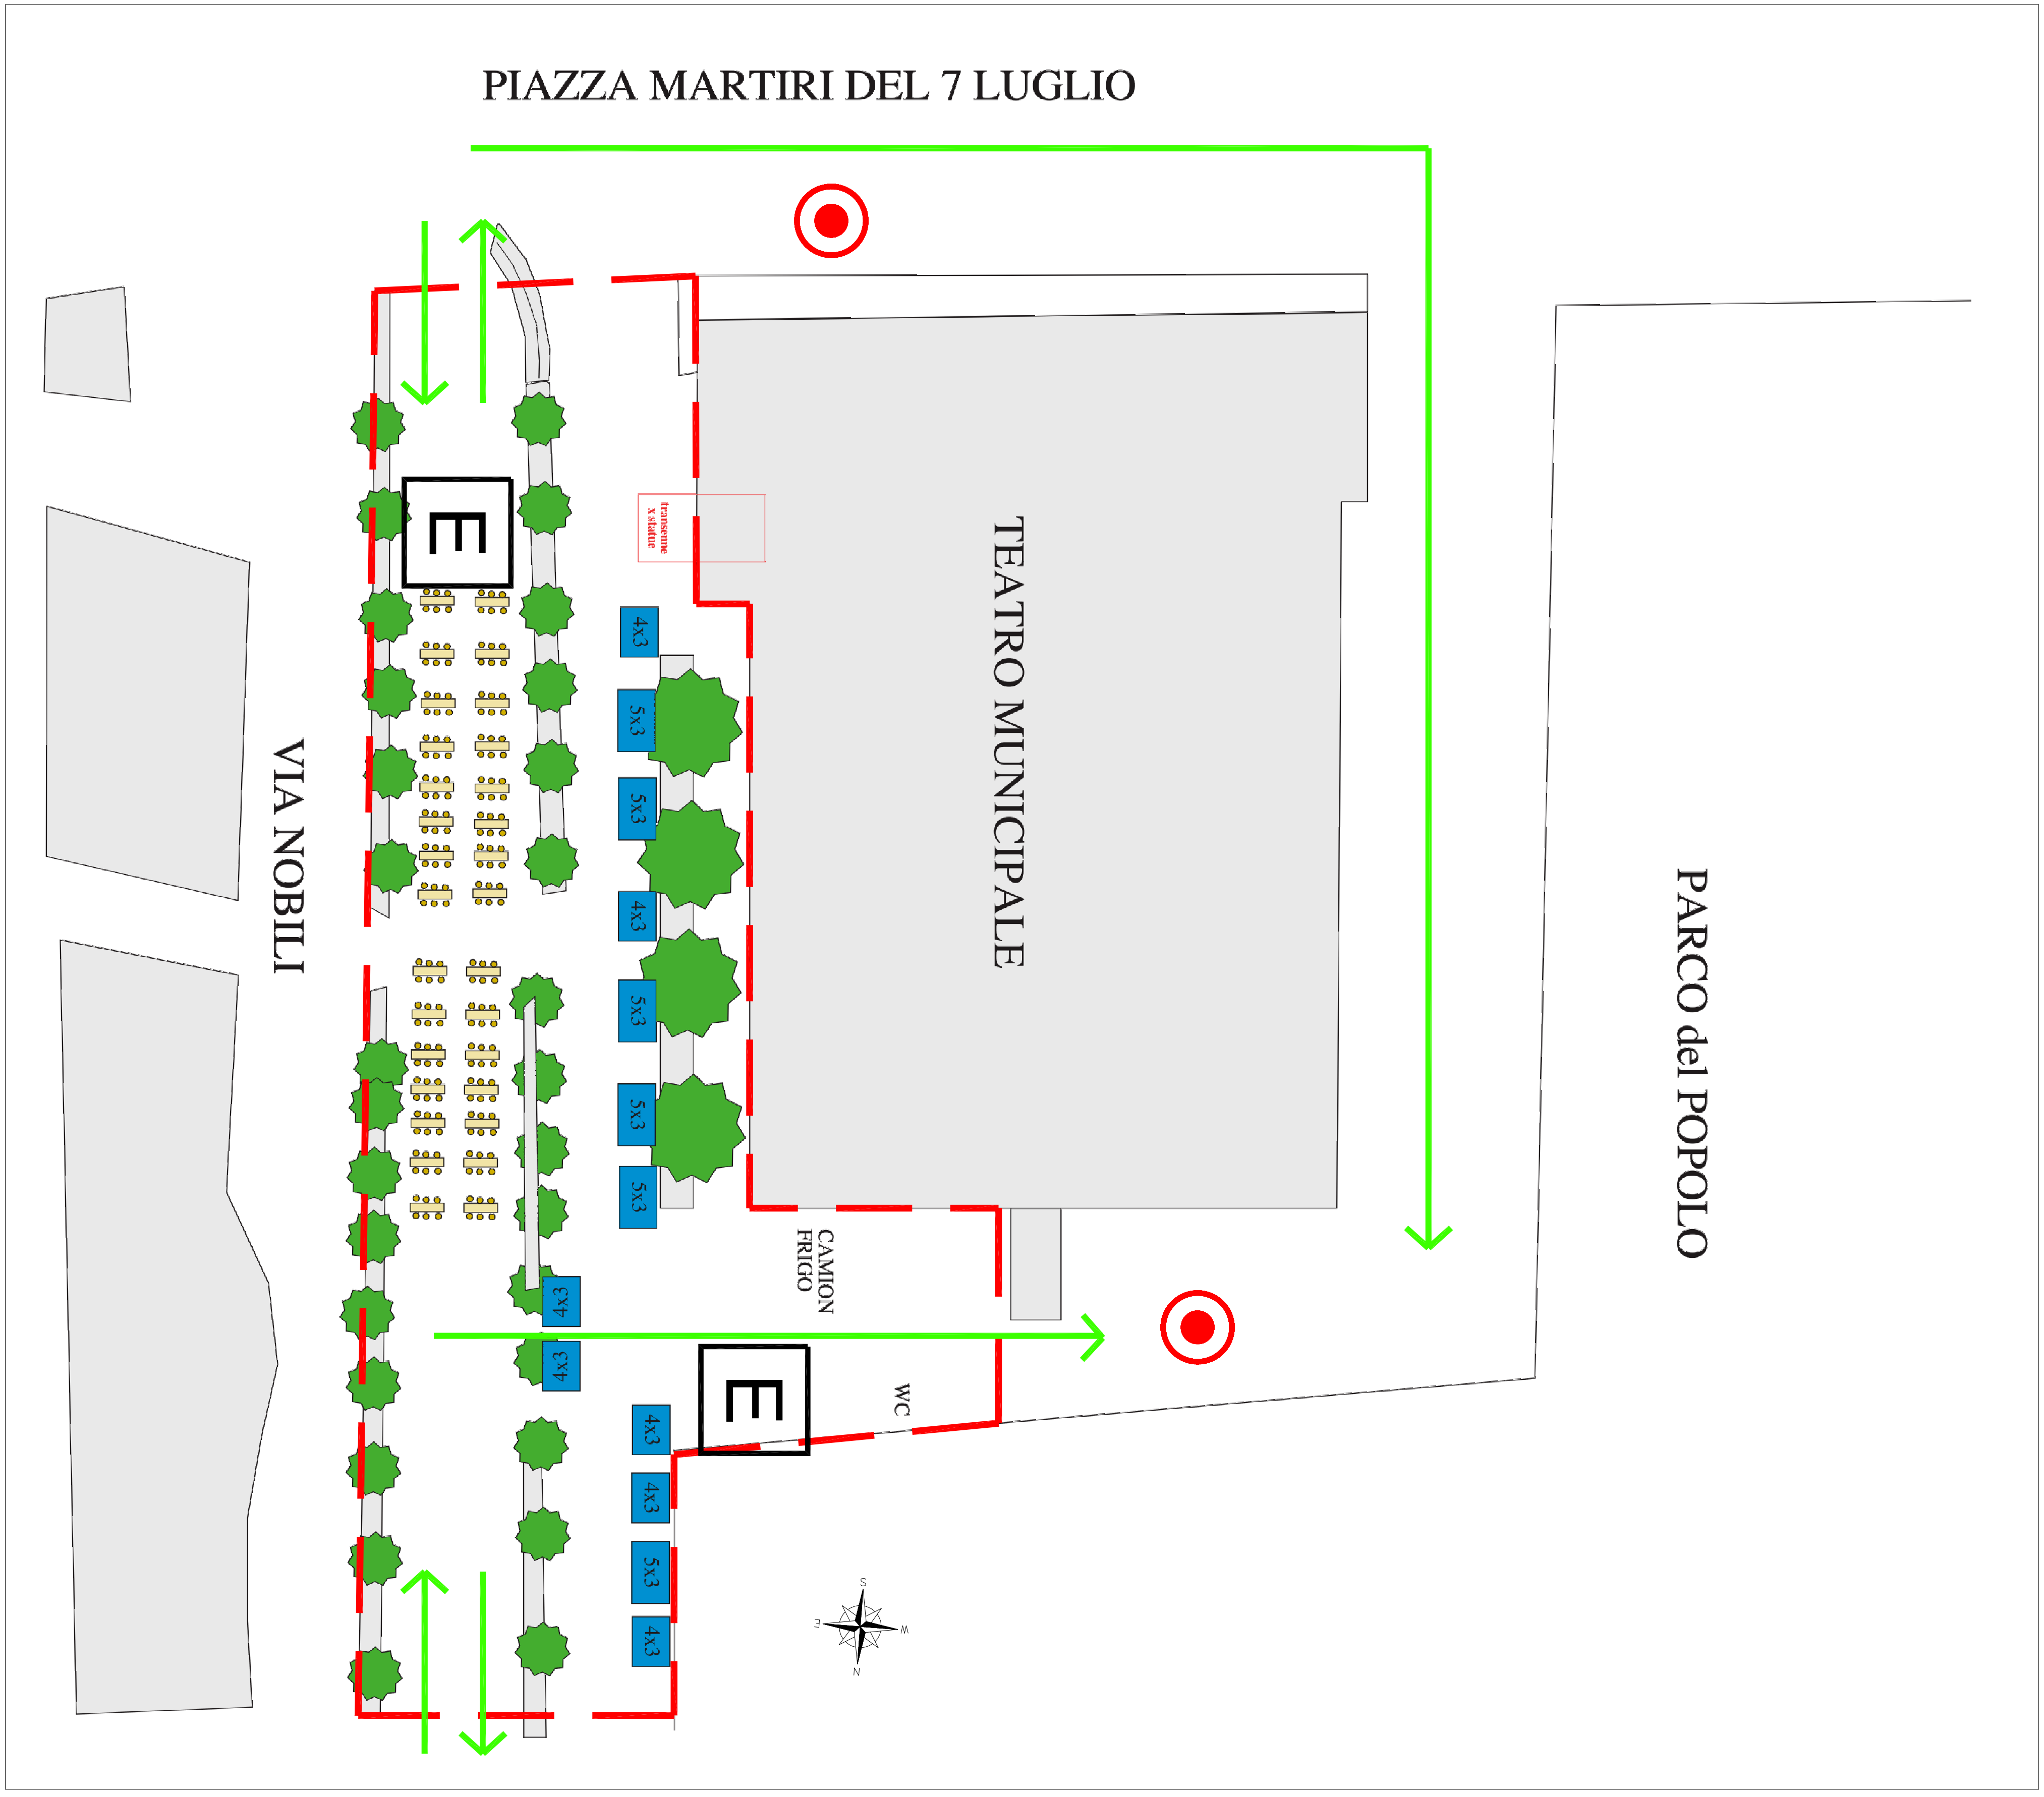 PIAZZA MARTIRI DEL 7 LUGLIO
E
transenne
x statue
4x3
5x3
5x3
4x3
5x3
5x3
5x3
VIA NOBILI
TEATRO MUNICIPALE
PARCO del POPOLO
CAMION
FRIGO
4x3
4x3
E
WC
4x3
4x3
5x3
4x3
S
E
W
N